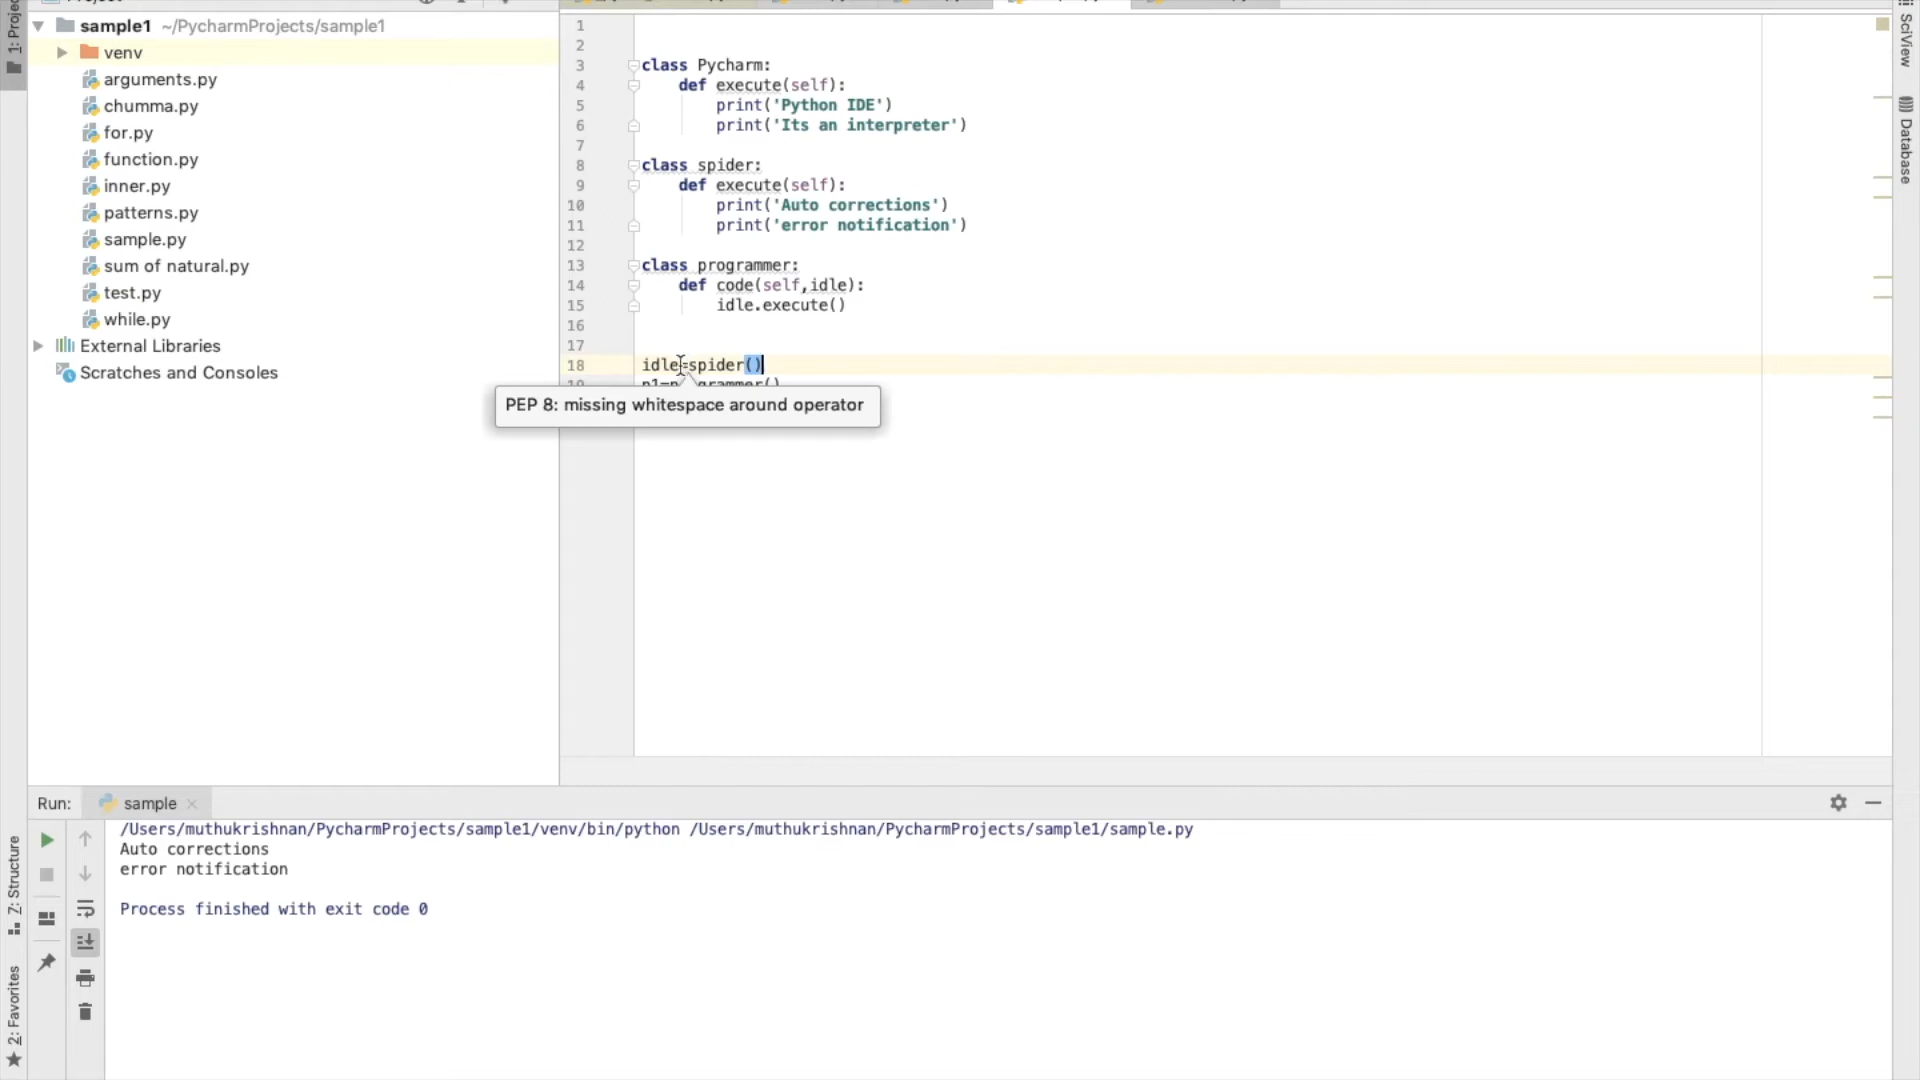 1: Project
sample1 ~/PycharmProjects/sample1
venv
arguments.py
chumma.py
for.py
function.py
inner.py
patterns.py
sample.py
sum of natural.py
test.py
while.py
External Libraries
Scratches and Consoles
1
2
3 class Pycharm:
4 def execute(self):
5 print('Python IDE')
6 print('Its an interpreter')
7
8 class spider:
9 def execute(self):
10 print('Auto corrections')
11 print('error notification')
12
13 class programmer:
14 def code(self,idle):
15 idle.execute()
16
17
18 idle=spider()
PEP 8: missing whitespace around operator
SciView
Database
Run: sample
/Users/muthukrishnan/PycharmProjects/sample1/venv/bin/python /Users/muthukrishnan/PycharmProjects/sample1/sample.py
Auto corrections
error notification
Process finished with exit code 0
Z: Structure
2: Favorites